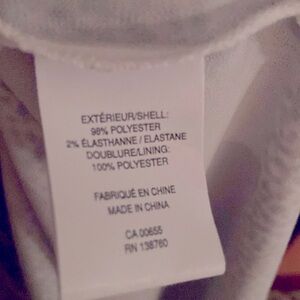 EXTÉRIEUR/SHELL:
98% POLYESTER
2% ÉLASTHANNE / ELASTANE
DOUBLURE/LINING:
100% POLYESTER
FABRIQUÉ EN CHINE
MADE IN CHINA
CA 00655
RN 138760